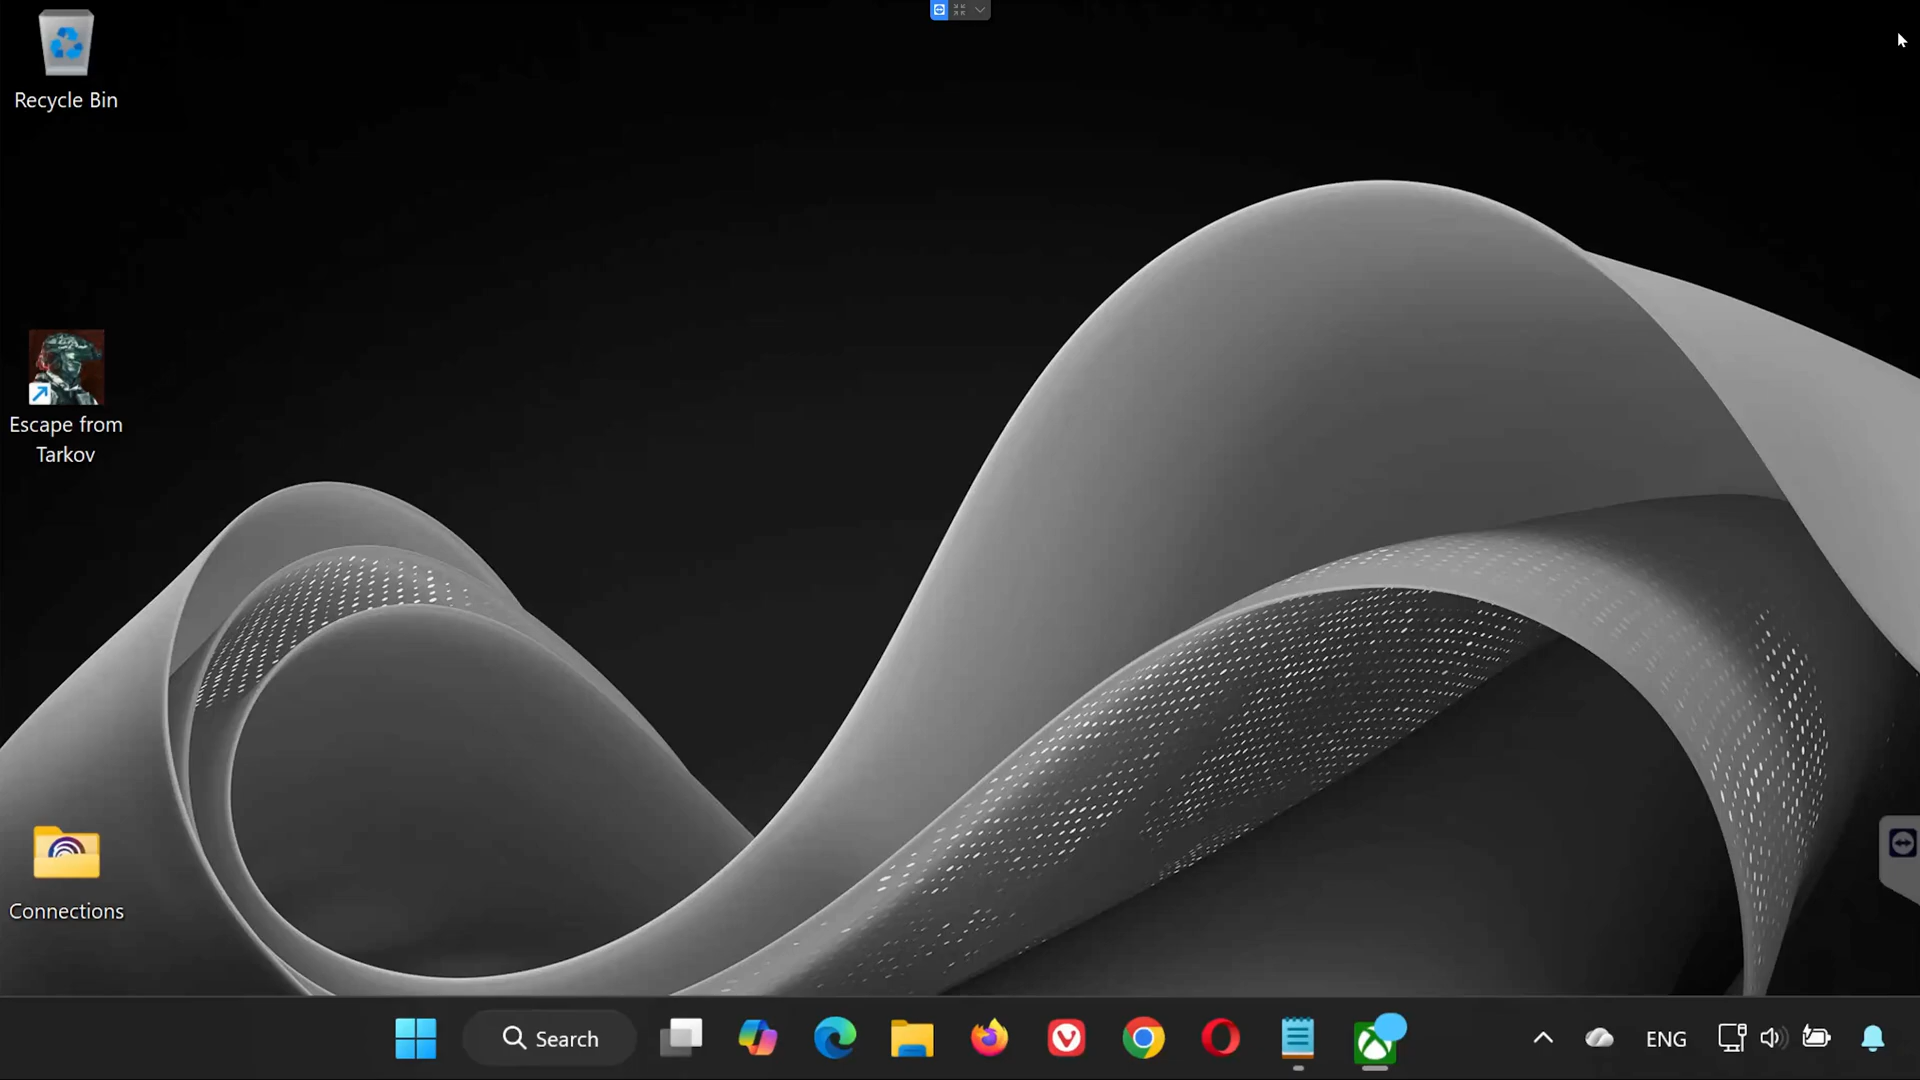 Recycle Bin
Escape from
Tarkov
Connections
Search
ENG